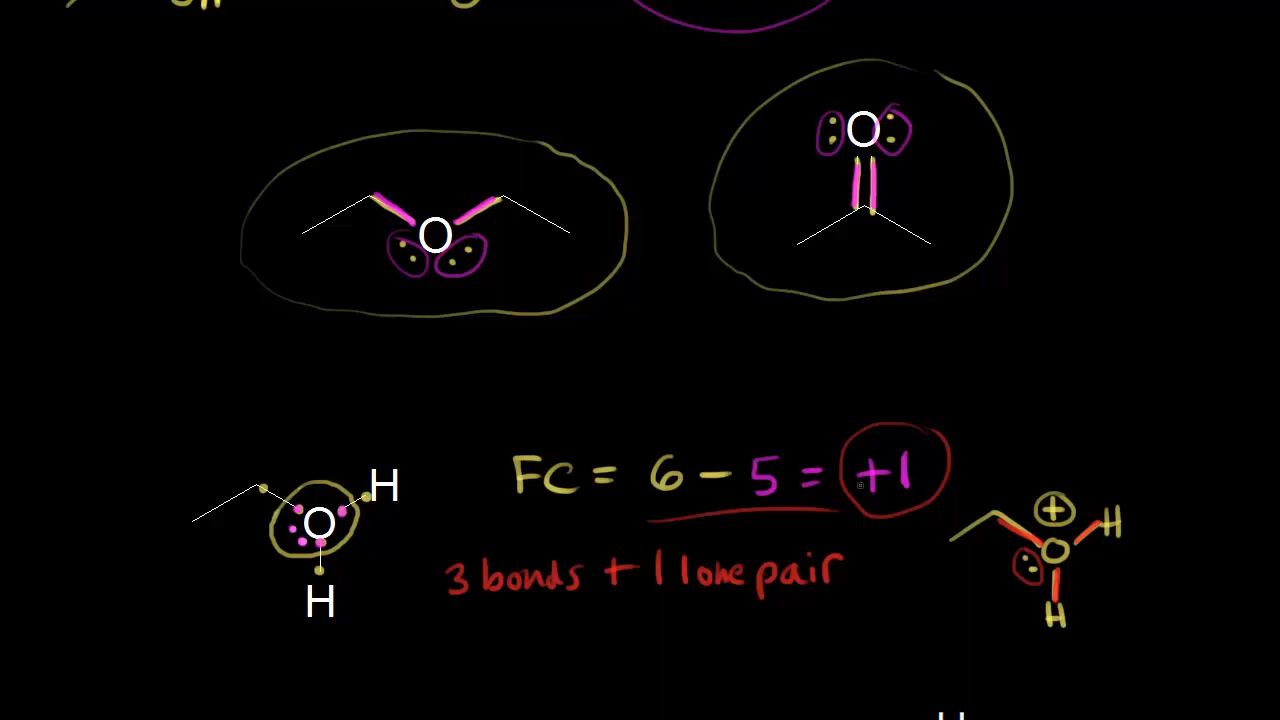 O
O
FC = 6 - 5 = +1
H
O
H
3 bonds + 1 lone pair
+
O
H
H